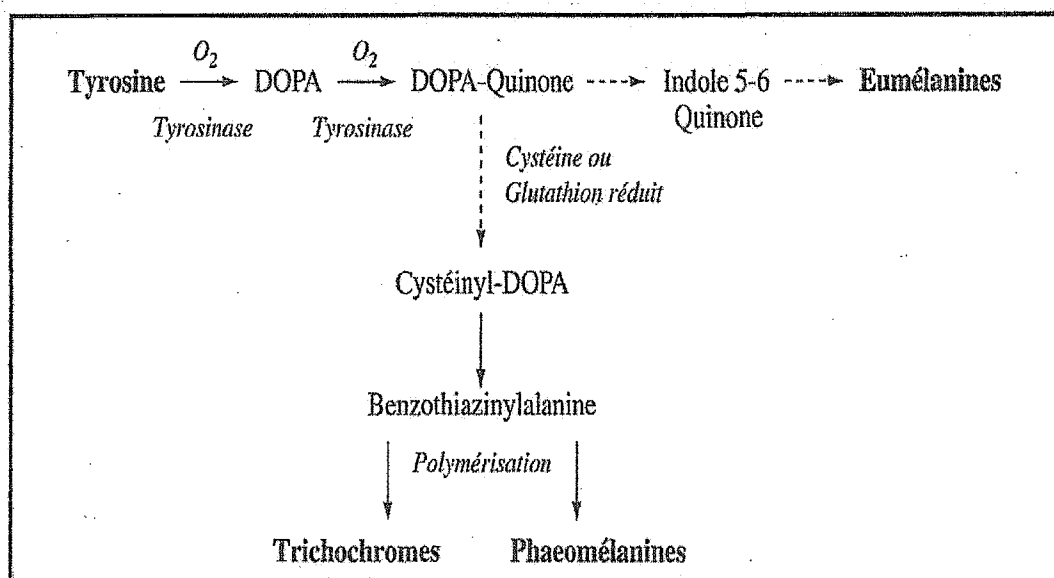 O2 O2
Tyrosine DOPA DOPA-Quinone Indole 5-6 Eumélanines
Tyrosinase Tyrosinase Quinone
Cystéine ou
Glutathion réduit
Cystéinyl-DOPA
Benzothiazinylalanine
Polymérisation
Trichochromes Phaeomélanines